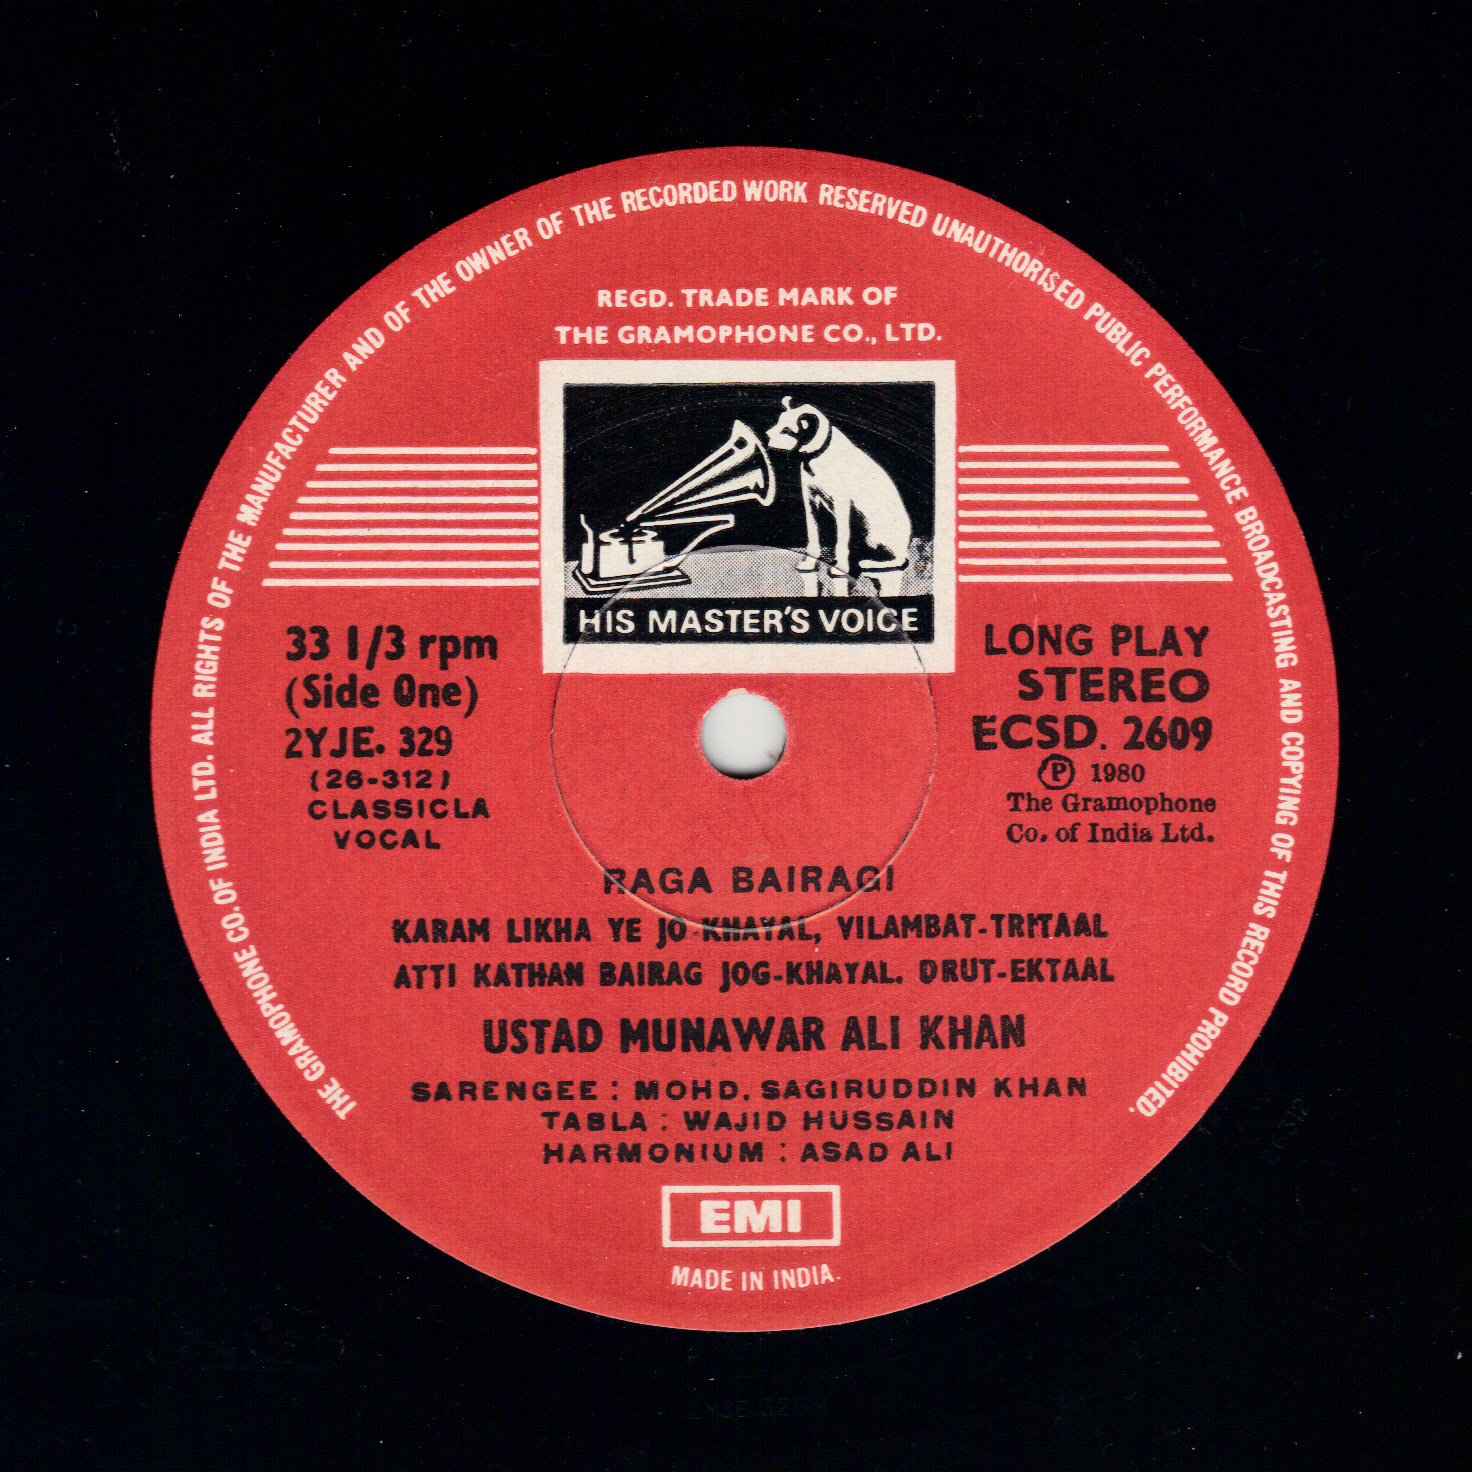 THE GRAMOPHONE CO. OF INDIA LTD. ALL RIGHTS OF THE MANUFACTURER AND OF THE OWNER OF THE RECORDED WORK RESERVED UNAUTHORISED PUBLIC PERFORMANCE BROADCASTING AND COPYING OF THIS RECORD PROHIBITED.
REGD. TRADE MARK OF
THE GRAMOPHONE CO., LTD.
HIS MASTER'S VOICE
33 1/3 rpm
(Side One)
2YJE. 329
(26-312)
CLASSICLA
VOCAL
LONG PLAY
STEREO
ECSD. 2609
Ⓟ 1980
The Gramophone
Co. of India Ltd.
RAGA BAIRAGI
KARAM LIKHA YE JO-KHAYAL, VILAMBAT-TRITAAL
ATTI KATHAN BAIRAG JOG-KHAYAL. DRUT-EKTAAL
USTAD MUNAWAR ALI KHAN
SARENGEE : MOHD. SAGIRUDDIN KHAN
TABLA : WAJID HUSSAIN
HARMONIUM : ASAD ALI
EMI
MADE IN INDIA.